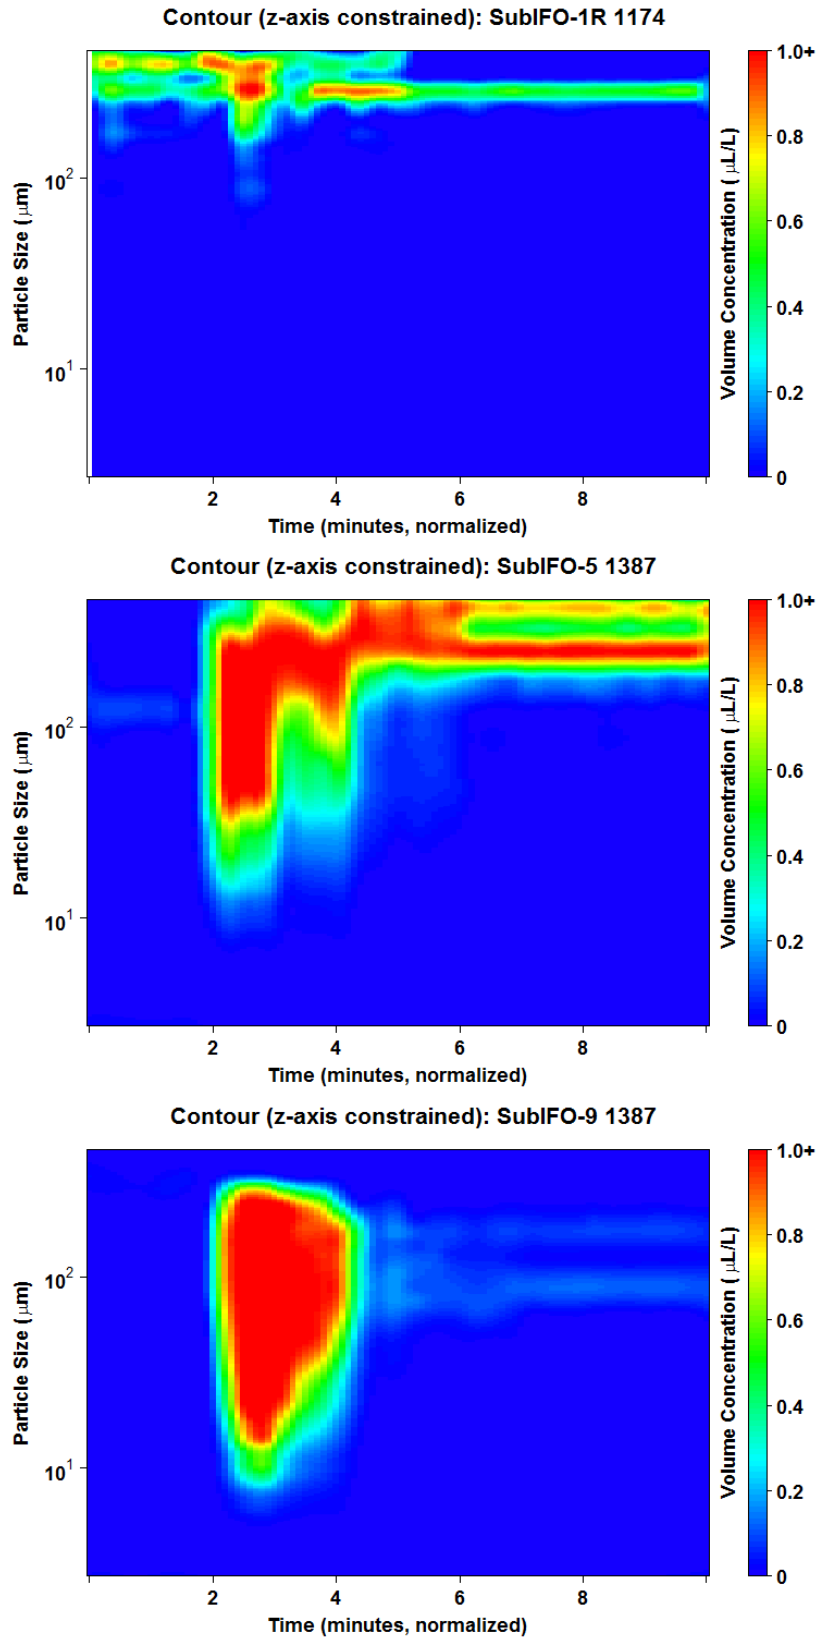 Contour (z-axis constrained): SubIFO-1R 1174
Particle Size (μm)
10²
10¹
2 4 6 8
Time (minutes, normalized)
Volume Concentration ( μL/L)
1.0+
0.8
0.6
0.4
0.2
0
Contour (z-axis constrained): SubIFO-5 1387
Particle Size (μm)
10²
10¹
2 4 6 8
Time (minutes, normalized)
Volume Concentration ( μL/L)
1.0+
0.8
0.6
0.4
0.2
0
Contour (z-axis constrained): SubIFO-9 1387
Particle Size (μm)
10²
10¹
2 4 6 8
Time (minutes, normalized)
Volume Concentration ( μL/L)
1.0+
0.8
0.6
0.4
0.2
0